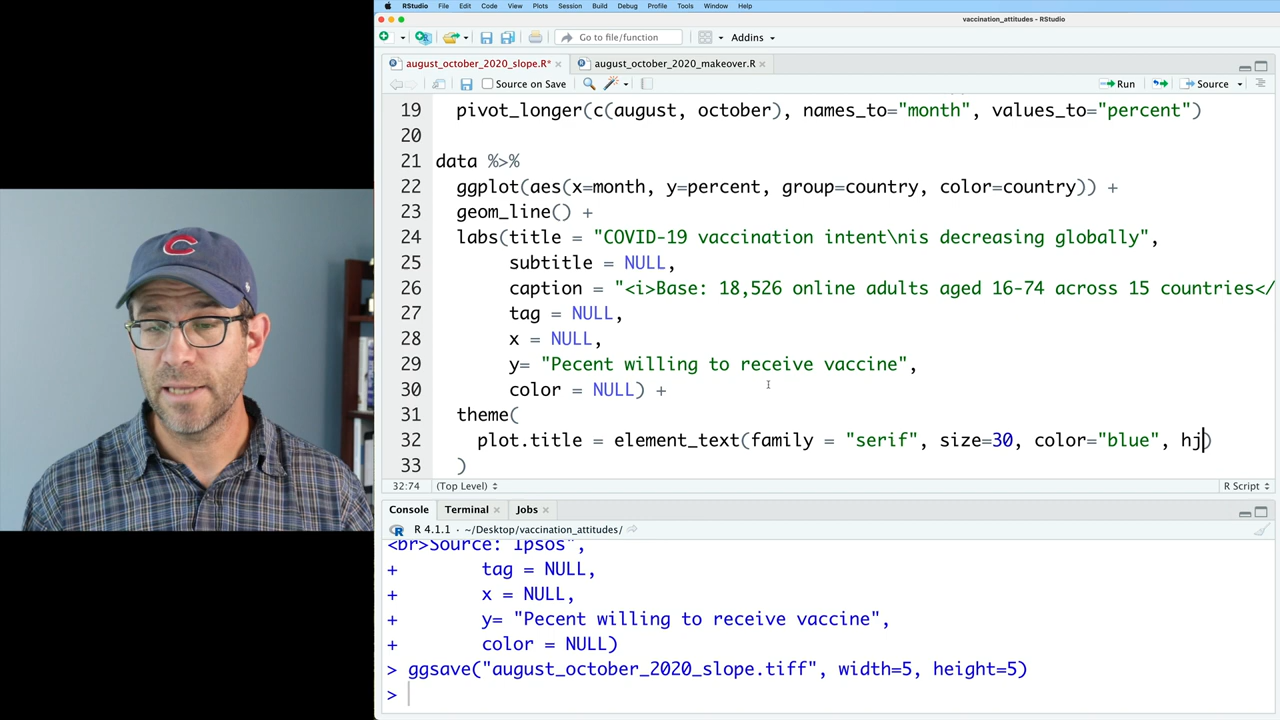 RStudio File Edit Code View Plots Session Build Debug Profile Tools Window Help
vaccination_attitudes - RStudio
Go to file/function Addins
august_october_2020_slope.R* august_october_2020_makeover.R
Source on Save Run Source
19 pivot_longer(c(august, october), names_to="month", values_to="percent")
20
21 data %>%
22 ggplot(aes(x=month, y=percent, group=country, color=country)) +
23 geom_line() +
24 labs(title = "COVID-19 vaccination intent\nis decreasing globally",
25 subtitle = NULL,
26 caption = "<i>Base: 18,526 online adults aged 16-74 across 15 countries</
27 tag = NULL,
28 x = NULL,
29 y= "Pecent willing to receive vaccine",
30 color = NULL) +
31 theme(
32 plot.title = element_text(family = "serif", size=30, color="blue", hj)
33 )
32:74 (Top Level) R Script
Console Terminal Jobs
R 4.1.1 · ~/Desktop/vaccination_attitudes/
<br>Source: Ipsos",
+ tag = NULL,
+ x = NULL,
+ y= "Pecent willing to receive vaccine",
+ color = NULL)
> ggsave("august_october_2020_slope.tiff", width=5, height=5)
>